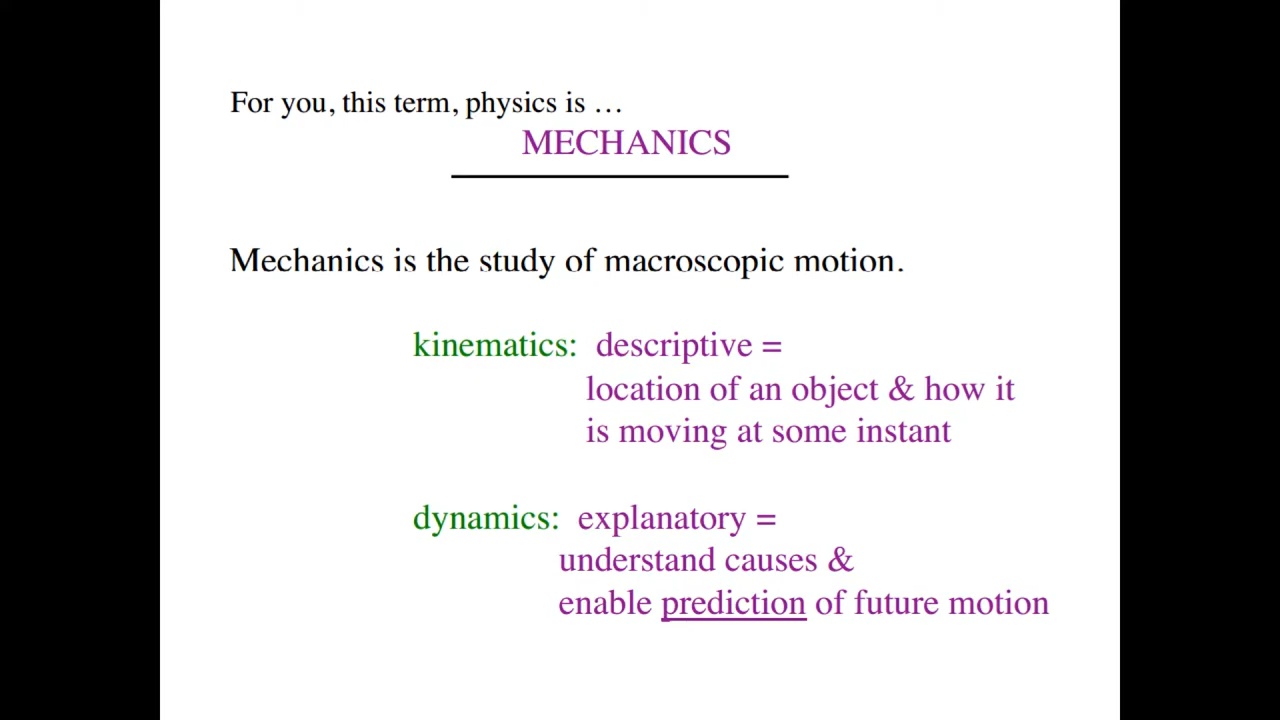 For you, this term, physics is …
MECHANICS
Mechanics is the study of macroscopic motion.
kinematics: descriptive =
location of an object & how it
is moving at some instant
dynamics: explanatory =
understand causes &
enable prediction of future motion